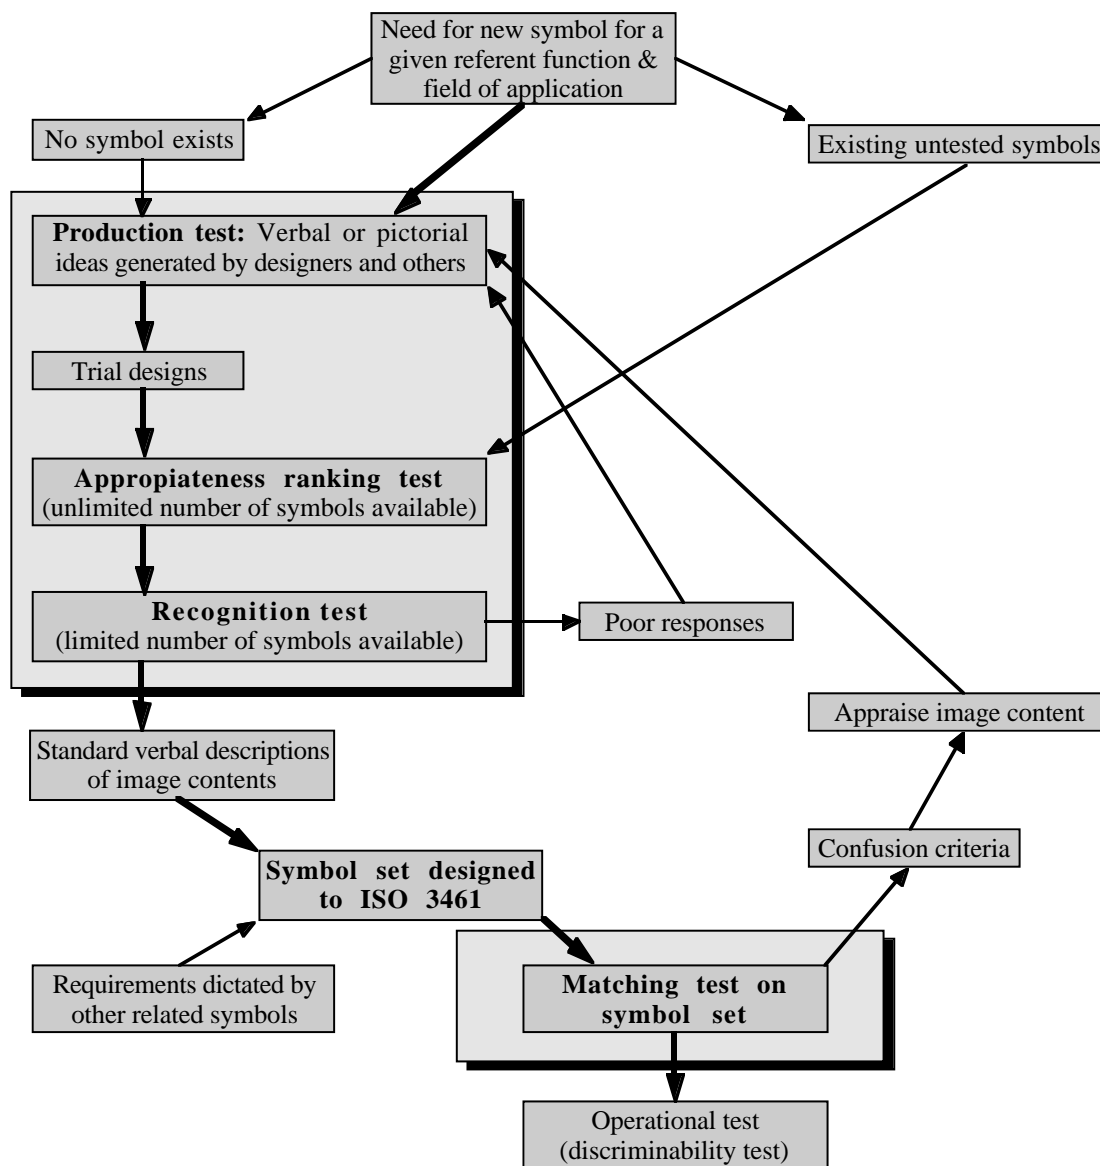 Need for new symbol for a
given referent function &
field of application
No symbol exists
Existing untested symbols
Production test: Verbal or pictorial
ideas generated by designers and others
Trial designs
Appropiateness ranking test
(unlimited number of symbols available)
Recognition test
(limited number of symbols available)
Poor responses
Appraise image content
Standard verbal descriptions
of image contents
Confusion criteria
Symbol set designed
to ISO 3461
Requirements dictated by
other related symbols
Matching test on
symbol set
Operational test
(discriminability test)